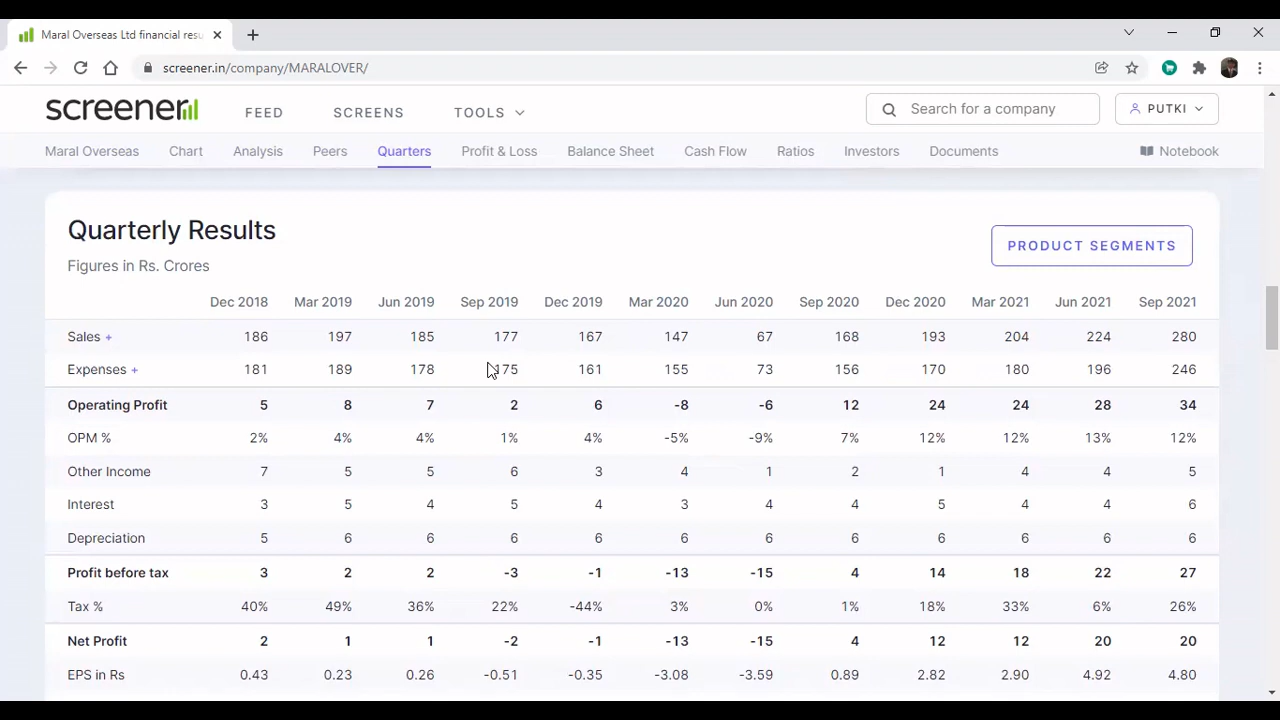 Maral Overseas Ltd financial resu
screener.in/company/MARALOVER/
screener FEED SCREENS TOOLS Search for a company PUTKI
Maral Overseas Chart Analysis Peers Quarters Profit & Loss Balance Sheet Cash Flow Ratios Investors Documents Notebook
Quarterly Results
PRODUCT SEGMENTS
Figures in Rs. Crores
Dec 2018 Mar 2019 Jun 2019 Sep 2019 Dec 2019 Mar 2020 Jun 2020 Sep 2020 Dec 2020 Mar 2021 Jun 2021 Sep 2021
Sales + 186 197 185 177 167 147 67 168 193 204 224 280
Expenses + 181 189 178 175 161 155 73 156 170 180 196 246
Operating Profit 5 8 7 2 6 -8 -6 12 24 24 28 34
OPM % 2% 4% 4% 1% 4% -5% -9% 7% 12% 12% 13% 12%
Other Income 7 5 5 6 3 4 1 2 1 4 4 5
Interest 3 5 4 5 4 3 4 4 5 4 4 6
Depreciation 5 6 6 6 6 6 6 6 6 6 6 6
Profit before tax 3 2 2 -3 -1 -13 -15 4 14 18 22 27
Tax % 40% 49% 36% 22% -44% 3% 0% 1% 18% 33% 6% 26%
Net Profit 2 1 1 -2 -1 -13 -15 4 12 12 20 20
EPS in Rs 0.43 0.23 0.26 -0.51 -0.35 -3.08 -3.59 0.89 2.82 2.90 4.92 4.80